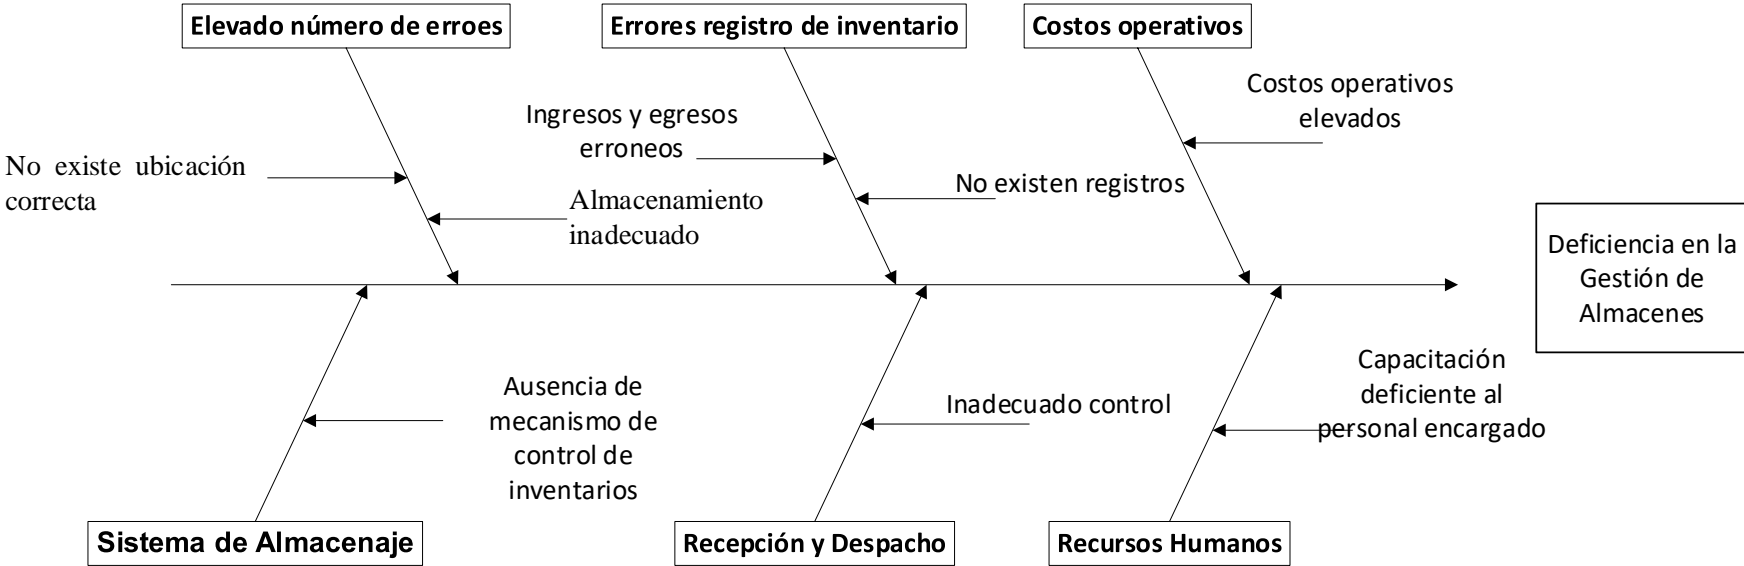 Elevado número de erroes
Errores registro de inventario
Costos operativos
Costos operativos
elevados
Ingresos y egresos
erroneos
No existe ubicación
correcta
No existen registros
Almacenamiento
inadecuado
Deficiencia en la
Gestión de
Almacenes
Ausencia de
mecanismo de
control de
inventarios
Inadecuado control
Capacitación
deficiente al
personal encargado
Sistema de Almacenaje
Recepción y Despacho
Recursos Humanos